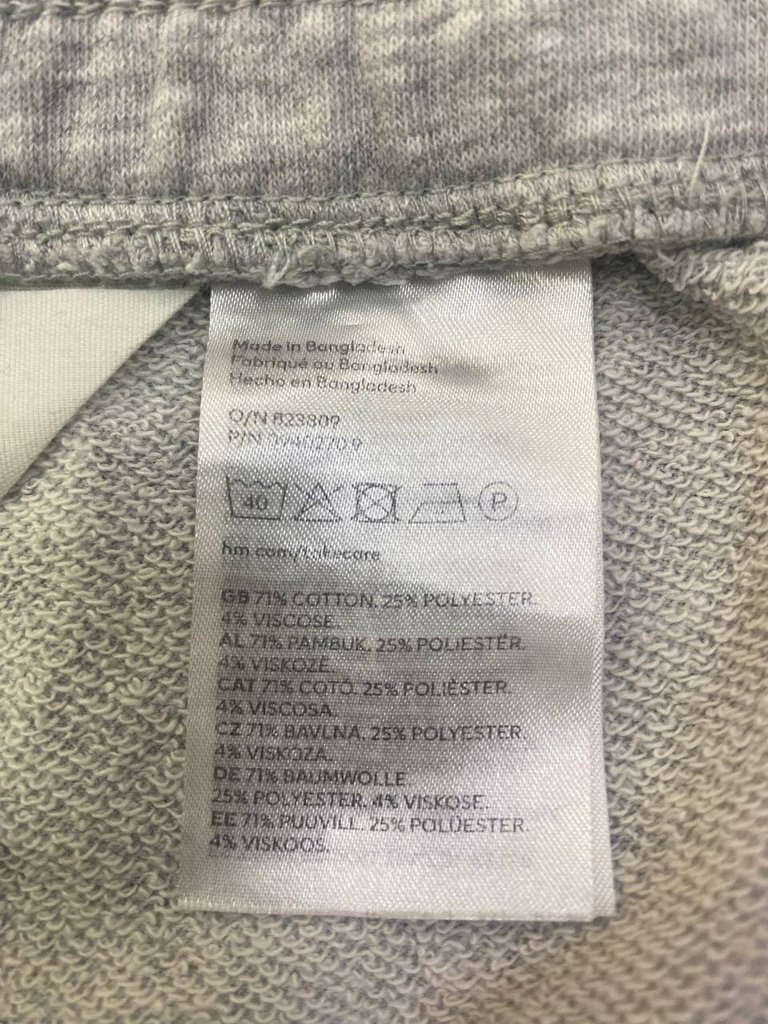 Made in Bangladesh
Fabriqué au Bangladesh
Hecho en Bangladesh
O/N 823809
P/N
40
P
hm.com/takecare
GB 71% COTTON. 25% POLYESTER.
4% VISCOSE.
AL 71% PAMBUK. 25% POLIESTËR.
4% VISKOZË.
CAT 71% COTÓ. 25% POLIÈSTER.
4% VISCOSA.
CZ 71% BAVLNA. 25% POLYESTER.
4% VISKOZA.
DE 71% BAUMWOLLE.
25% POLYESTER. 4% VISKOSE.
EE 71% PUUVILL. 25% POLÜESTER.
4% VISKOOS.